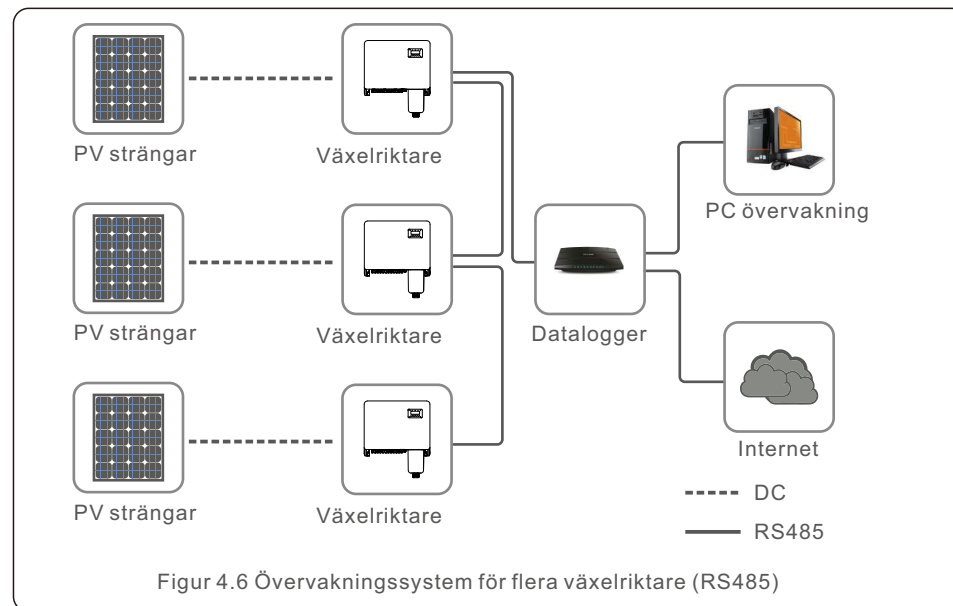 PV strängar
Växelriktare
PC övervakning
PV strängar
Växelriktare
Datalogger
Internet
PV strängar
Växelriktare
DC
RS485
Figur 4.6 Övervakningssystem för flera växelriktare (RS485)